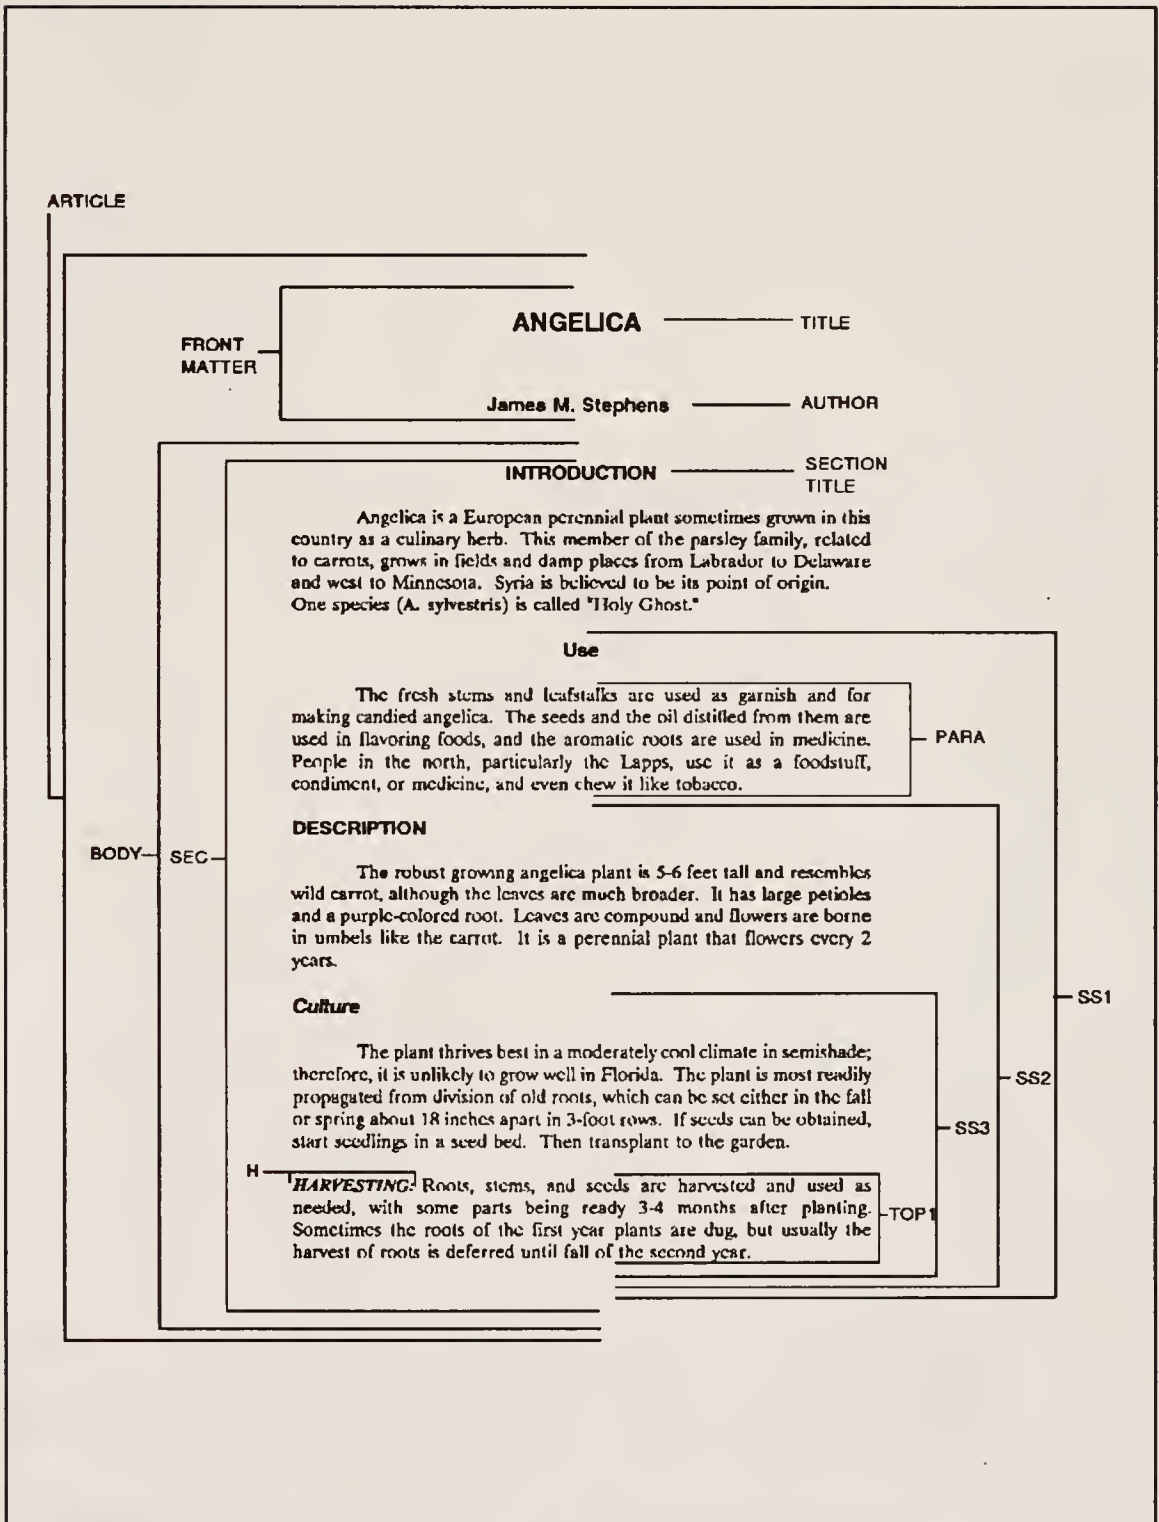 ARTICLE
ANGELICA TITLE
FRONT
MATTER
James M. Stephens AUTHOR
INTRODUCTION SECTION
TITLE
Angelica is a European perennial plant sometimes grown in this
country as a culinary herb. This member of the parsley family, related
to carrots, grows in fields and damp places from Labrador to Delaware
and west to Minnesota. Syria is believed to be its point of origin.
One species (A. sylvestris) is called "Holy Ghost."
Use
The fresh stems and leafstalks are used as garnish and for
making candied angelica. The seeds and the oil distilled from them are
used in flavoring foods, and the aromatic roots are used in medicine.
People in the north, particularly the Lapps, use it as a foodstuff,
condiment, or medicine, and even chew it like tobacco.
PARA
DESCRIPTION
BODY SEC
The robust growing angelica plant is 5-6 feet tall and resembles
wild carrot, although the leaves are much broader. It has large petioles
and a purple-colored root. Leaves are compound and flowers are borne
in umbels like the carrot. It is a perennial plant that flowers every 2
years.
Culture
SS1
The plant thrives best in a moderately cool climate in semishade;
therefore, it is unlikely to grow well in Florida. The plant is most readily
propagated from division of old roots, which can be set either in the fall
or spring about 18 inches apart in 3-foot rows. If seeds can be obtained,
start seedlings in a seed bed. Then transplant to the garden.
SS2
SS3
H
HARVESTING: Roots, stems, and seeds are harvested and used as
needed, with some parts being ready 3-4 months after planting.
Sometimes the roots of the first year plants are dug, but usually the
harvest of roots is deferred until fall of the second year.
TOP1